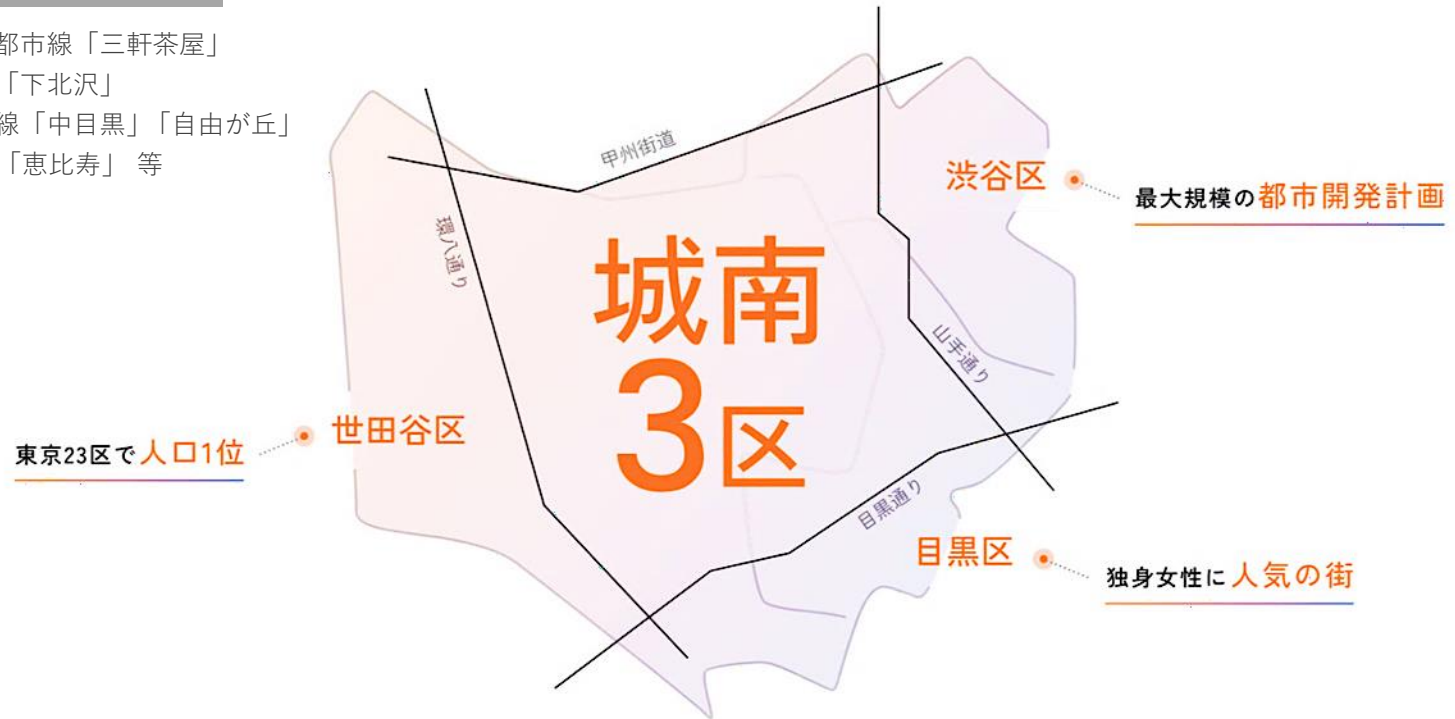 都市線「三軒茶屋」
「下北沢」
線「中目黒」「自由が丘」
「恵比寿」 等
甲州街道
渋谷区
最大規模の都市開発計画
環八通り
城南
3区
山手通り
世田谷区
東京23区で人口1位
目黒通り
目黒区
独身女性に人気の街